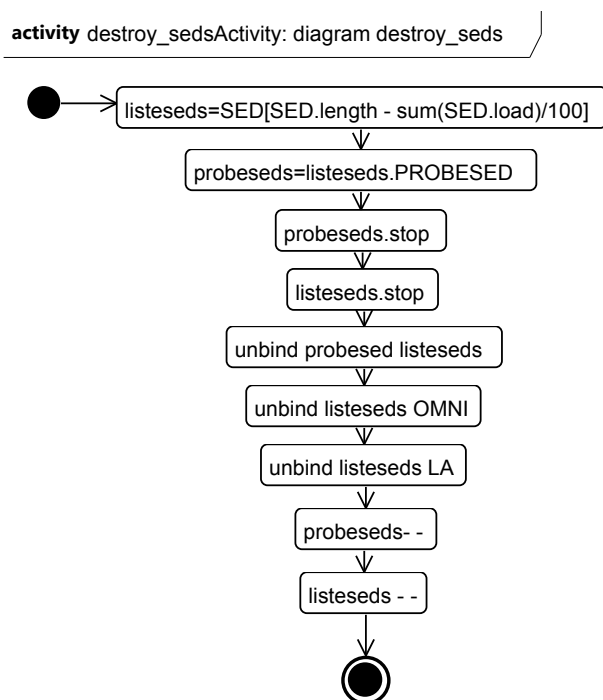 activity destroy_sedsActivity: diagram destroy_seds
listeseds=SED[SED.length - sum(SED.load)/100]
probeseds=listeseds.PROBESED
probeseds.stop
listeseds.stop
unbind probesed listeseds
unbind listeseds OMNI
unbind listeseds LA
probeseds- -
listeseds - -